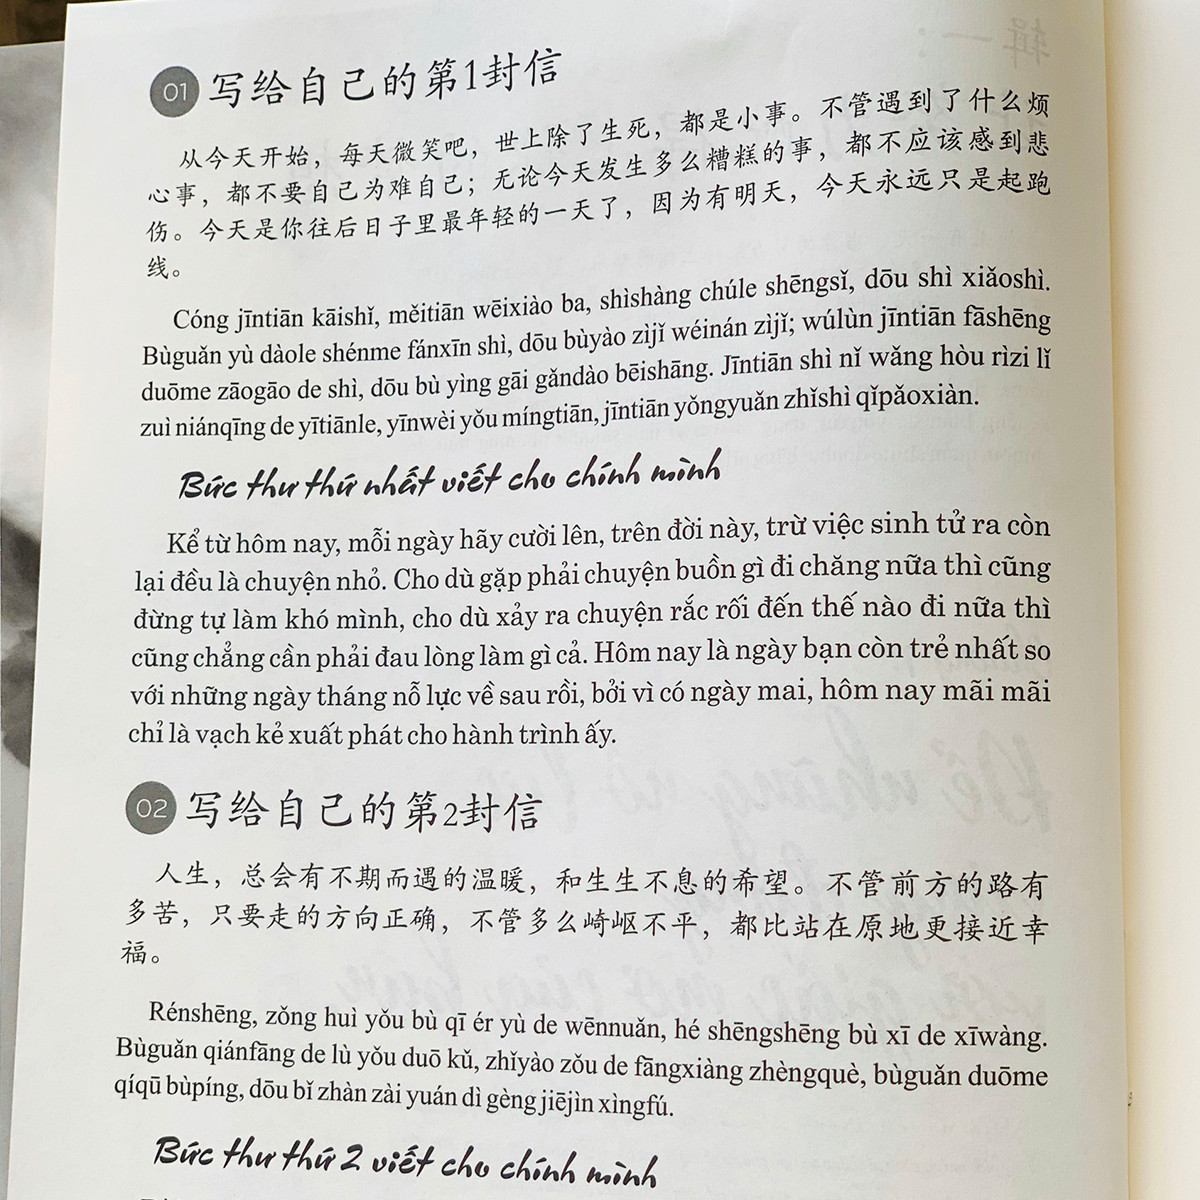 01 写给自己的第1封信
从今天开始，每天微笑吧，世上除了生死，都是小事。不管遇到了什么烦
心事，都不要自己为难自己；无论今天发生多么糟糕的事，都不应该感到悲
伤。今天是你往后日子里最年轻的一天了，因为有明天，今天永远只是起跑
线。
Cóng jīntiān kāishǐ, měitiān wēixiào ba, shìshàng chúle shēngsǐ, dōu shì xiǎoshì.
Bùguǎn yù dàole shénme fánxīn shì, dōu bùyào zìjǐ wéinán zìjǐ; wúlùn jīntiān fāshēng
duōme zāogāo de shì, dōu bù yìng gāi gǎndào bēishāng. Jīntiān shì nǐ wǎng hòu rìzi lǐ
zuì niánqīng de yītiānle, yīnwèi yǒu míngtiān, jīntiān yǒngyuǎn zhǐshì qǐpǎoxiàn.
Bức thư thứ nhất viết cho chính mình
Kể từ hôm nay, mỗi ngày hãy cười lên, trên đời này, trừ việc sinh tử ra còn
lại đều là chuyện nhỏ. Cho dù gặp phải chuyện buồn gì đi chăng nữa thì cũng
đừng tự làm khó mình, cho dù xảy ra chuyện rắc rối đến thế nào đi nữa thì
cũng chẳng cần phải đau lòng làm gì cả. Hôm nay là ngày bạn còn trẻ nhất so
với những ngày tháng nỗ lực về sau rồi, bởi vì có ngày mai, hôm nay mãi mãi
chỉ là vạch kẻ xuất phát cho hành trình ấy.
02 写给自己的第2封信
人生，总会有不期而遇的温暖，和生生不息的希望。不管前方的路有
多苦，只要走的方向正确，不管多么崎岖不平，都比站在原地更接近幸
福。
Rénshēng, zǒng huì yǒu bù qī ér yù de wēnnuǎn, hé shēngshēng bù xī de xīwàng.
Bùguǎn qiánfāng de lù yǒu duō kǔ, zhǐyào zǒu de fāngxiàng zhèngquè, bùguǎn duōme
qíqū bùpíng, dōu bǐ zhàn zài yuán dì gèng jiējìn xìngfú.
Bức thư thứ 2 viết cho chính mình